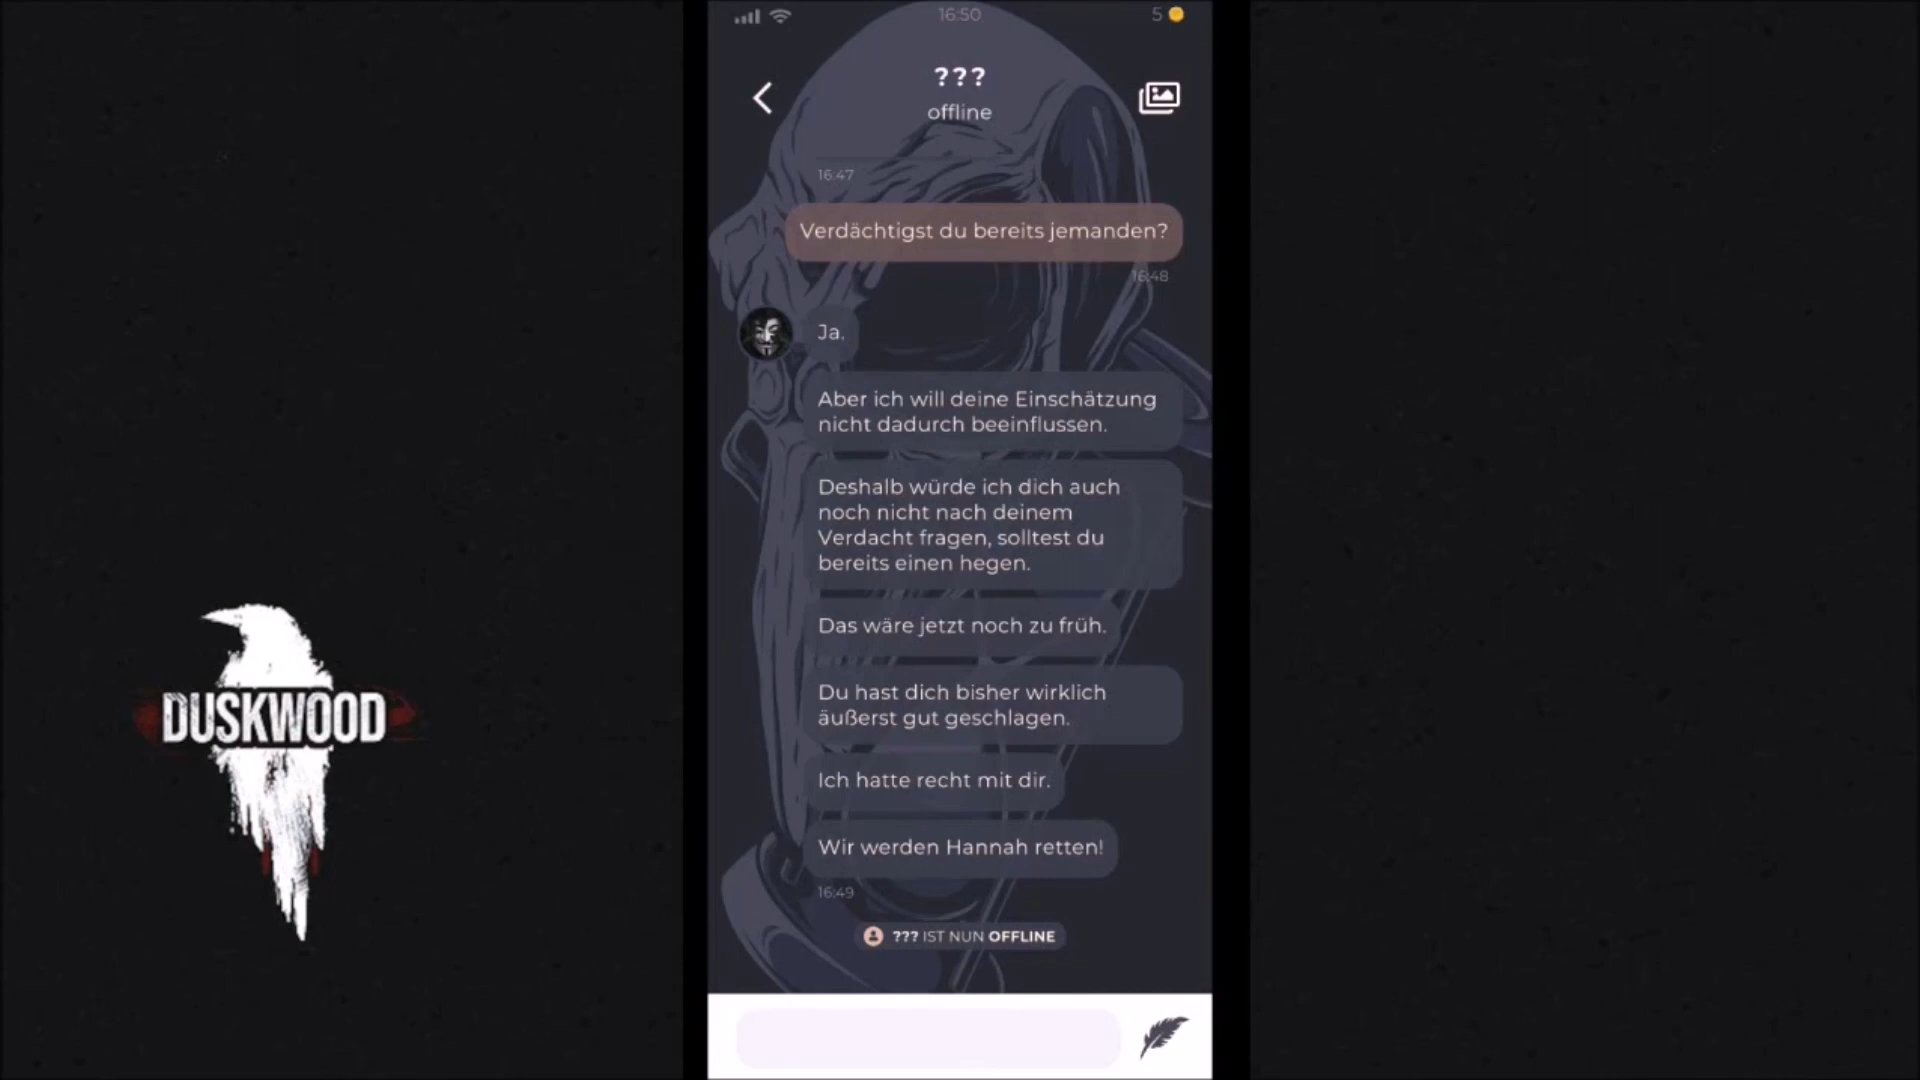 16:50
5
???
offline
16:47
Verdächtigst du bereits jemanden?
16:48
Ja.
Aber ich will deine Einschätzung
nicht dadurch beeinflussen.
Deshalb würde ich dich auch
noch nicht nach deinem
Verdacht fragen, solltest du
bereits einen hegen.
Das wäre jetzt noch zu früh.
Du hast dich bisher wirklich
äußerst gut geschlagen.
Ich hatte recht mit dir.
Wir werden Hannah retten!
16:49
??? IST NUN OFFLINE
DUSKWOOD